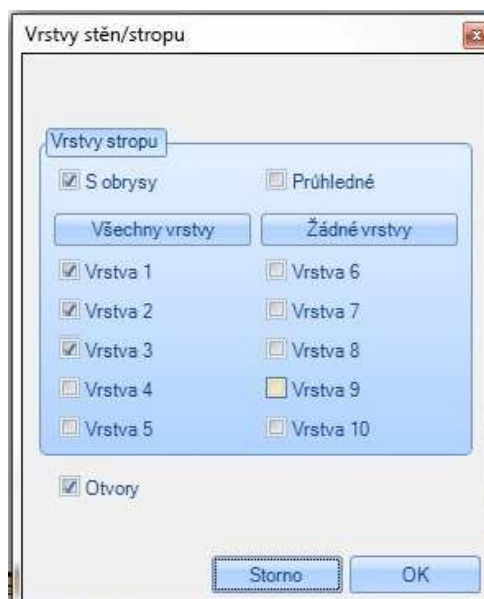 Vrstvy stěn/stropu
Vrstvy stropu
S obrysy Prúhledné
Všechny vrstvy Žádné vrstvy
Vrstva 1 Vrstva 6
Vrstva 2 Vrstva 7
Vrstva 3 Vrstva 8
Vrstva 4 Vrstva 9
Vrstva 5 Vrstva 10
Otvory
Storno OK